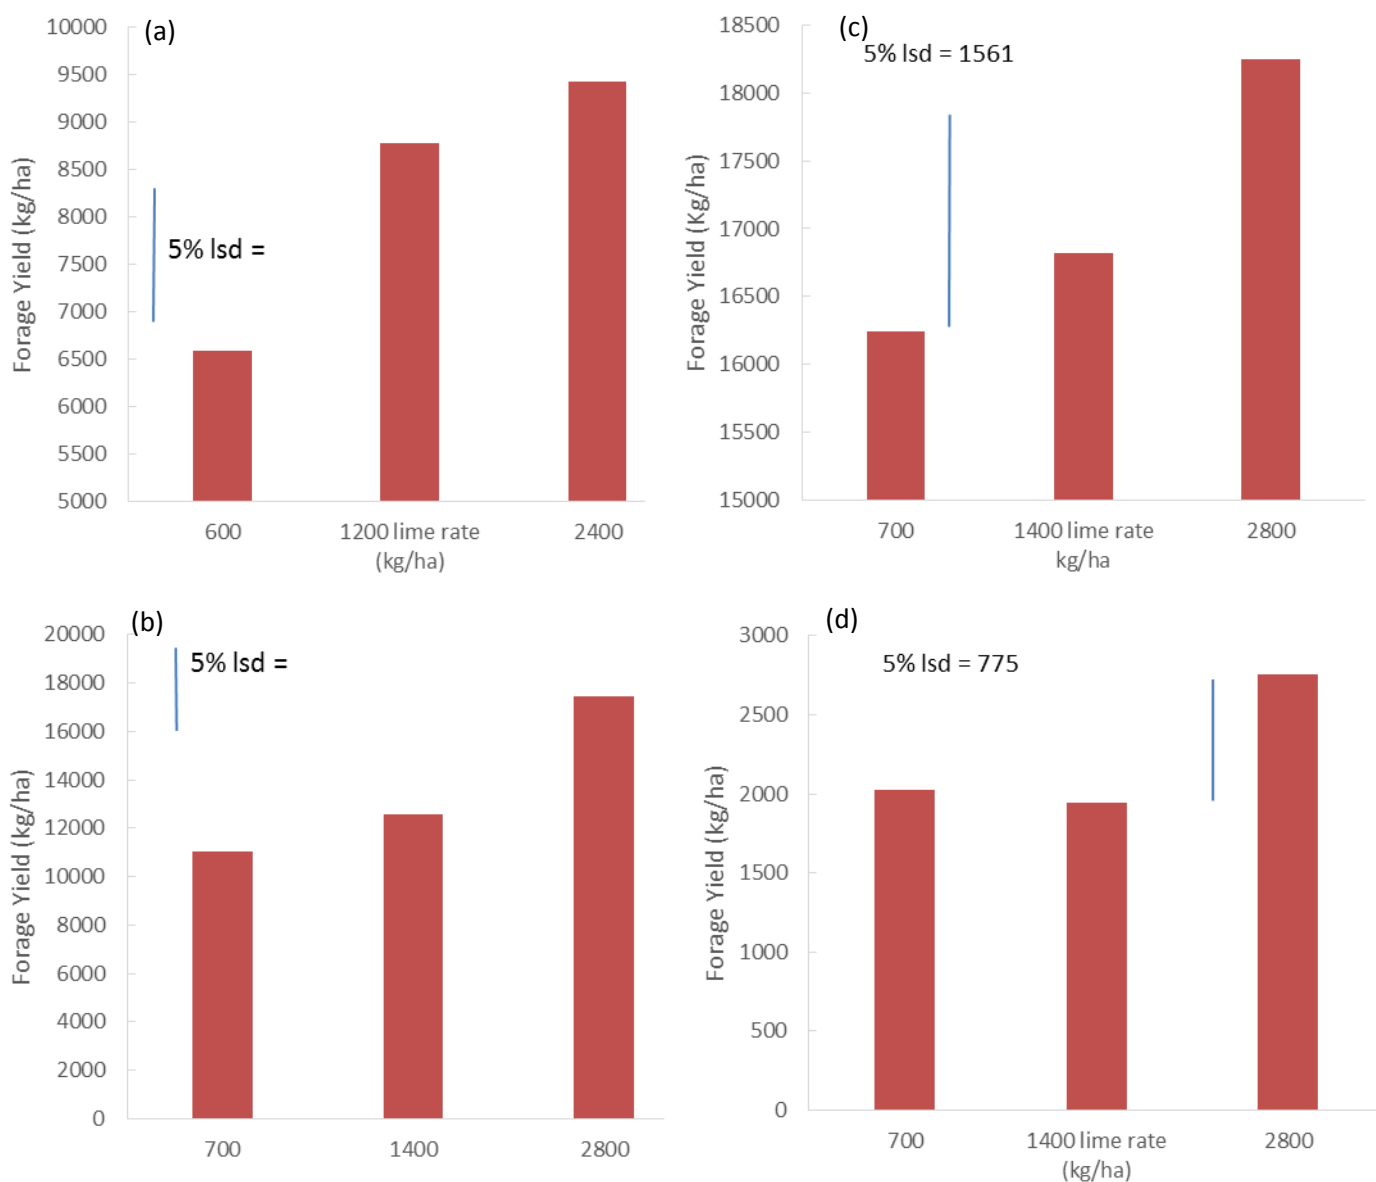 (a)
10000
9500
9000
8500
8000
7500
7000
6500
6000
5500
5000
Forage Yield (kg/ha)
5% lsd =
600
1200 lime rate
(kg/ha)
2400
(c)
18500
18000
17500
17000
16500
16000
15500
15000
Forage Yield (Kg/ha)
5% lsd = 1561
700
1400 lime rate
kg/ha
2800
(b)
20000
18000
16000
14000
12000
10000
8000
6000
4000
2000
0
Forage Yield (kg/ha)
5% lsd =
700
1400
2800
(d)
3000
2500
2000
1500
1000
500
0
Forage Yield (kg/ha)
5% lsd = 775
700
1400 lime rate
(kg/ha)
2800